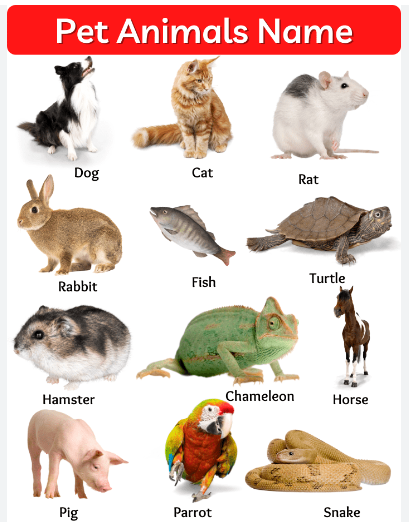 Pet Animals Name
Dog
Cat
Rat
Rabbit
Fish
Turtle
Hamster
Chameleon
Horse
Pig
Parrot
Snake